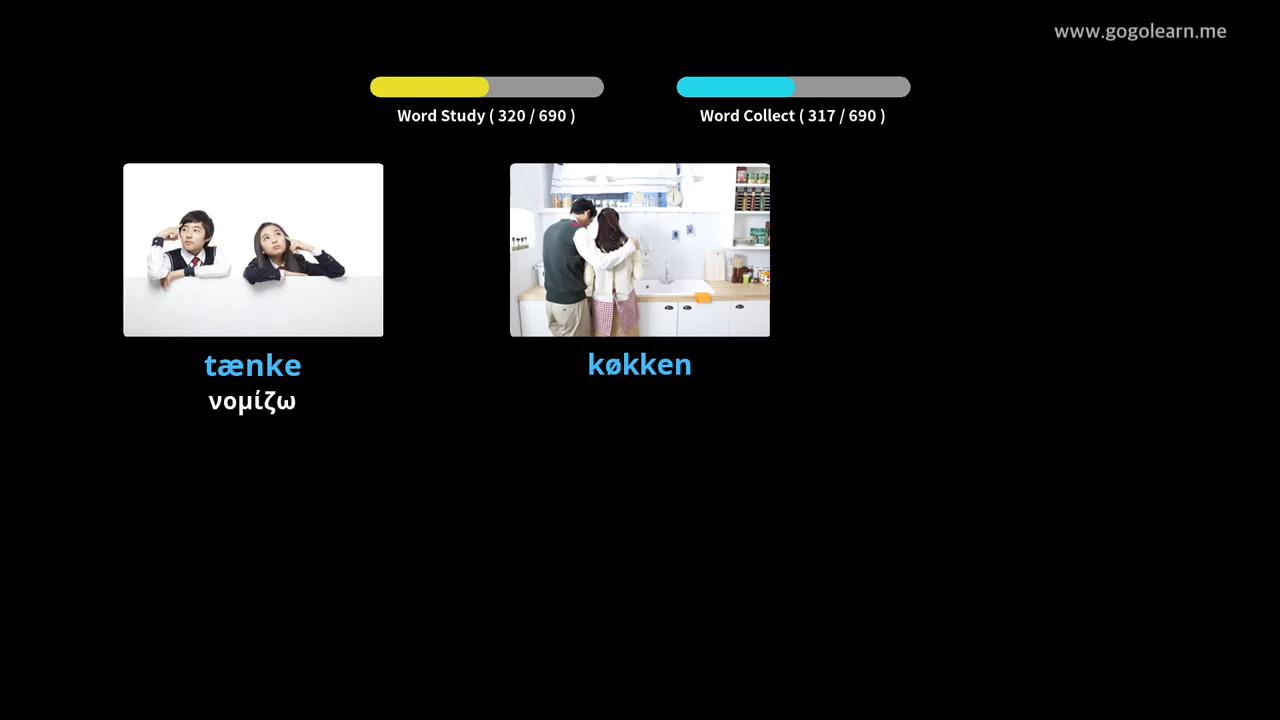 www.gogolearn.me
Word Study ( 320 / 690 )
Word Collect ( 317 / 690 )
tænke
νομίζω
køkken